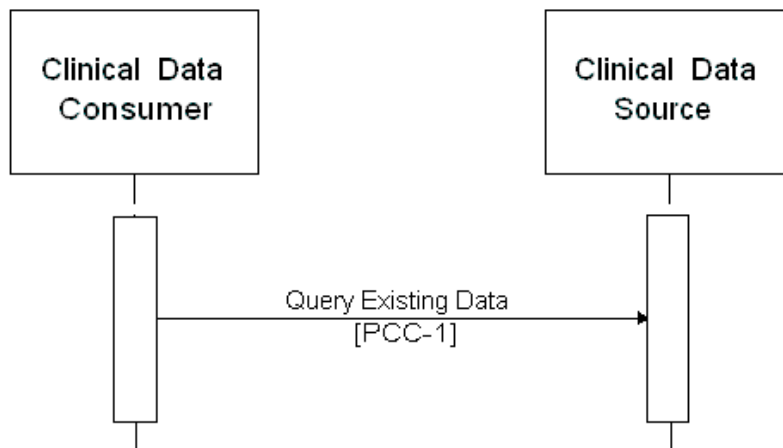 Clinical Data
Consumer
Clinical Data
Source
Query Existing Data
[PCC-1]